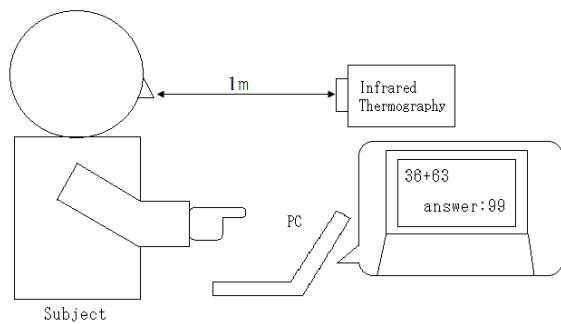 1m
Infrared
Thermography
36+63
answer:99
PC
Subject